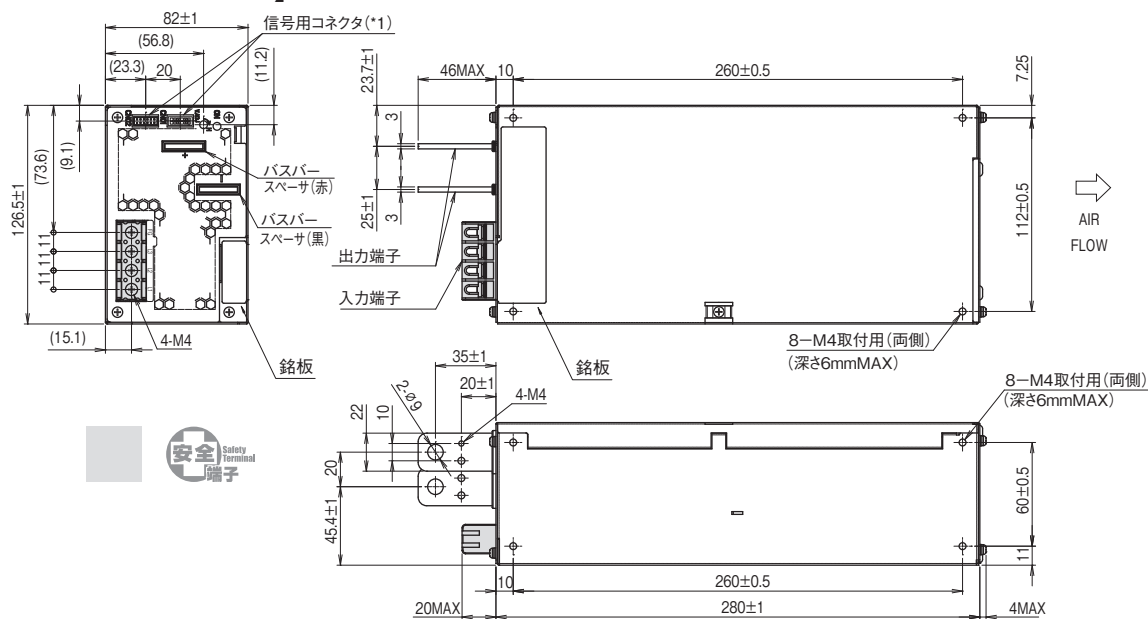 82±1
信号用コネクタ(*1)
(56.8)
(23.3)
20
(11.2)
126.5±1
(73.6)
(9.1)
11 11 11
バスバー
スペーサ(赤)
バスバー
スペーサ(黒)
+
(15.1)
4-M4
銘板
46MAX
10
260±0.5
23.7±1
3
25±1
3
7.25
112±0.5
AIR
FLOW
出力端子
入力端子
銘板
8−M4取付用(両側)
(深さ6mmMAX)
安全
端子
Safety
Terminal
35±1
20±1
4-M4
2-ø9
22
10
20
45.4±1
8−M4取付用(両側)
(深さ6mmMAX)
60±0.5
11
10
260±0.5
20MAX
280±1
4MAX